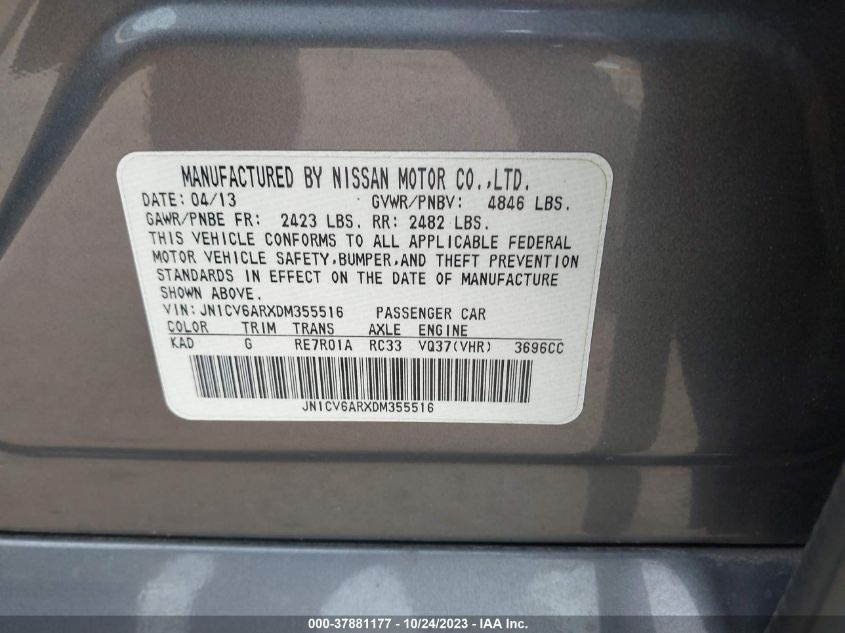 MANUFACTURED BY NISSAN MOTOR CO.,LTD.
DATE: 04/13 GVWR/PNBV: 4846 LBS.
GAWR/PNBE FR: 2423 LBS. RR: 2482 LBS.
THIS VEHICLE CONFORMS TO ALL APPLICABLE FEDERAL
MOTOR VEHICLE SAFETY,BUMPER,AND THEFT PREVENTION
STANDARDS IN EFFECT ON THE DATE OF MANUFACTURE
SHOWN ABOVE.
VIN: JN1CV6ARXDM355516 PASSENGER CAR
COLOR TRIM TRANS AXLE ENGINE
KAD G RE7R01A RC33 VQ37(VHR) 3696CC
JN1CV6ARXDM355516
000-37881177 - 10/24/2023 - IAA Inc.